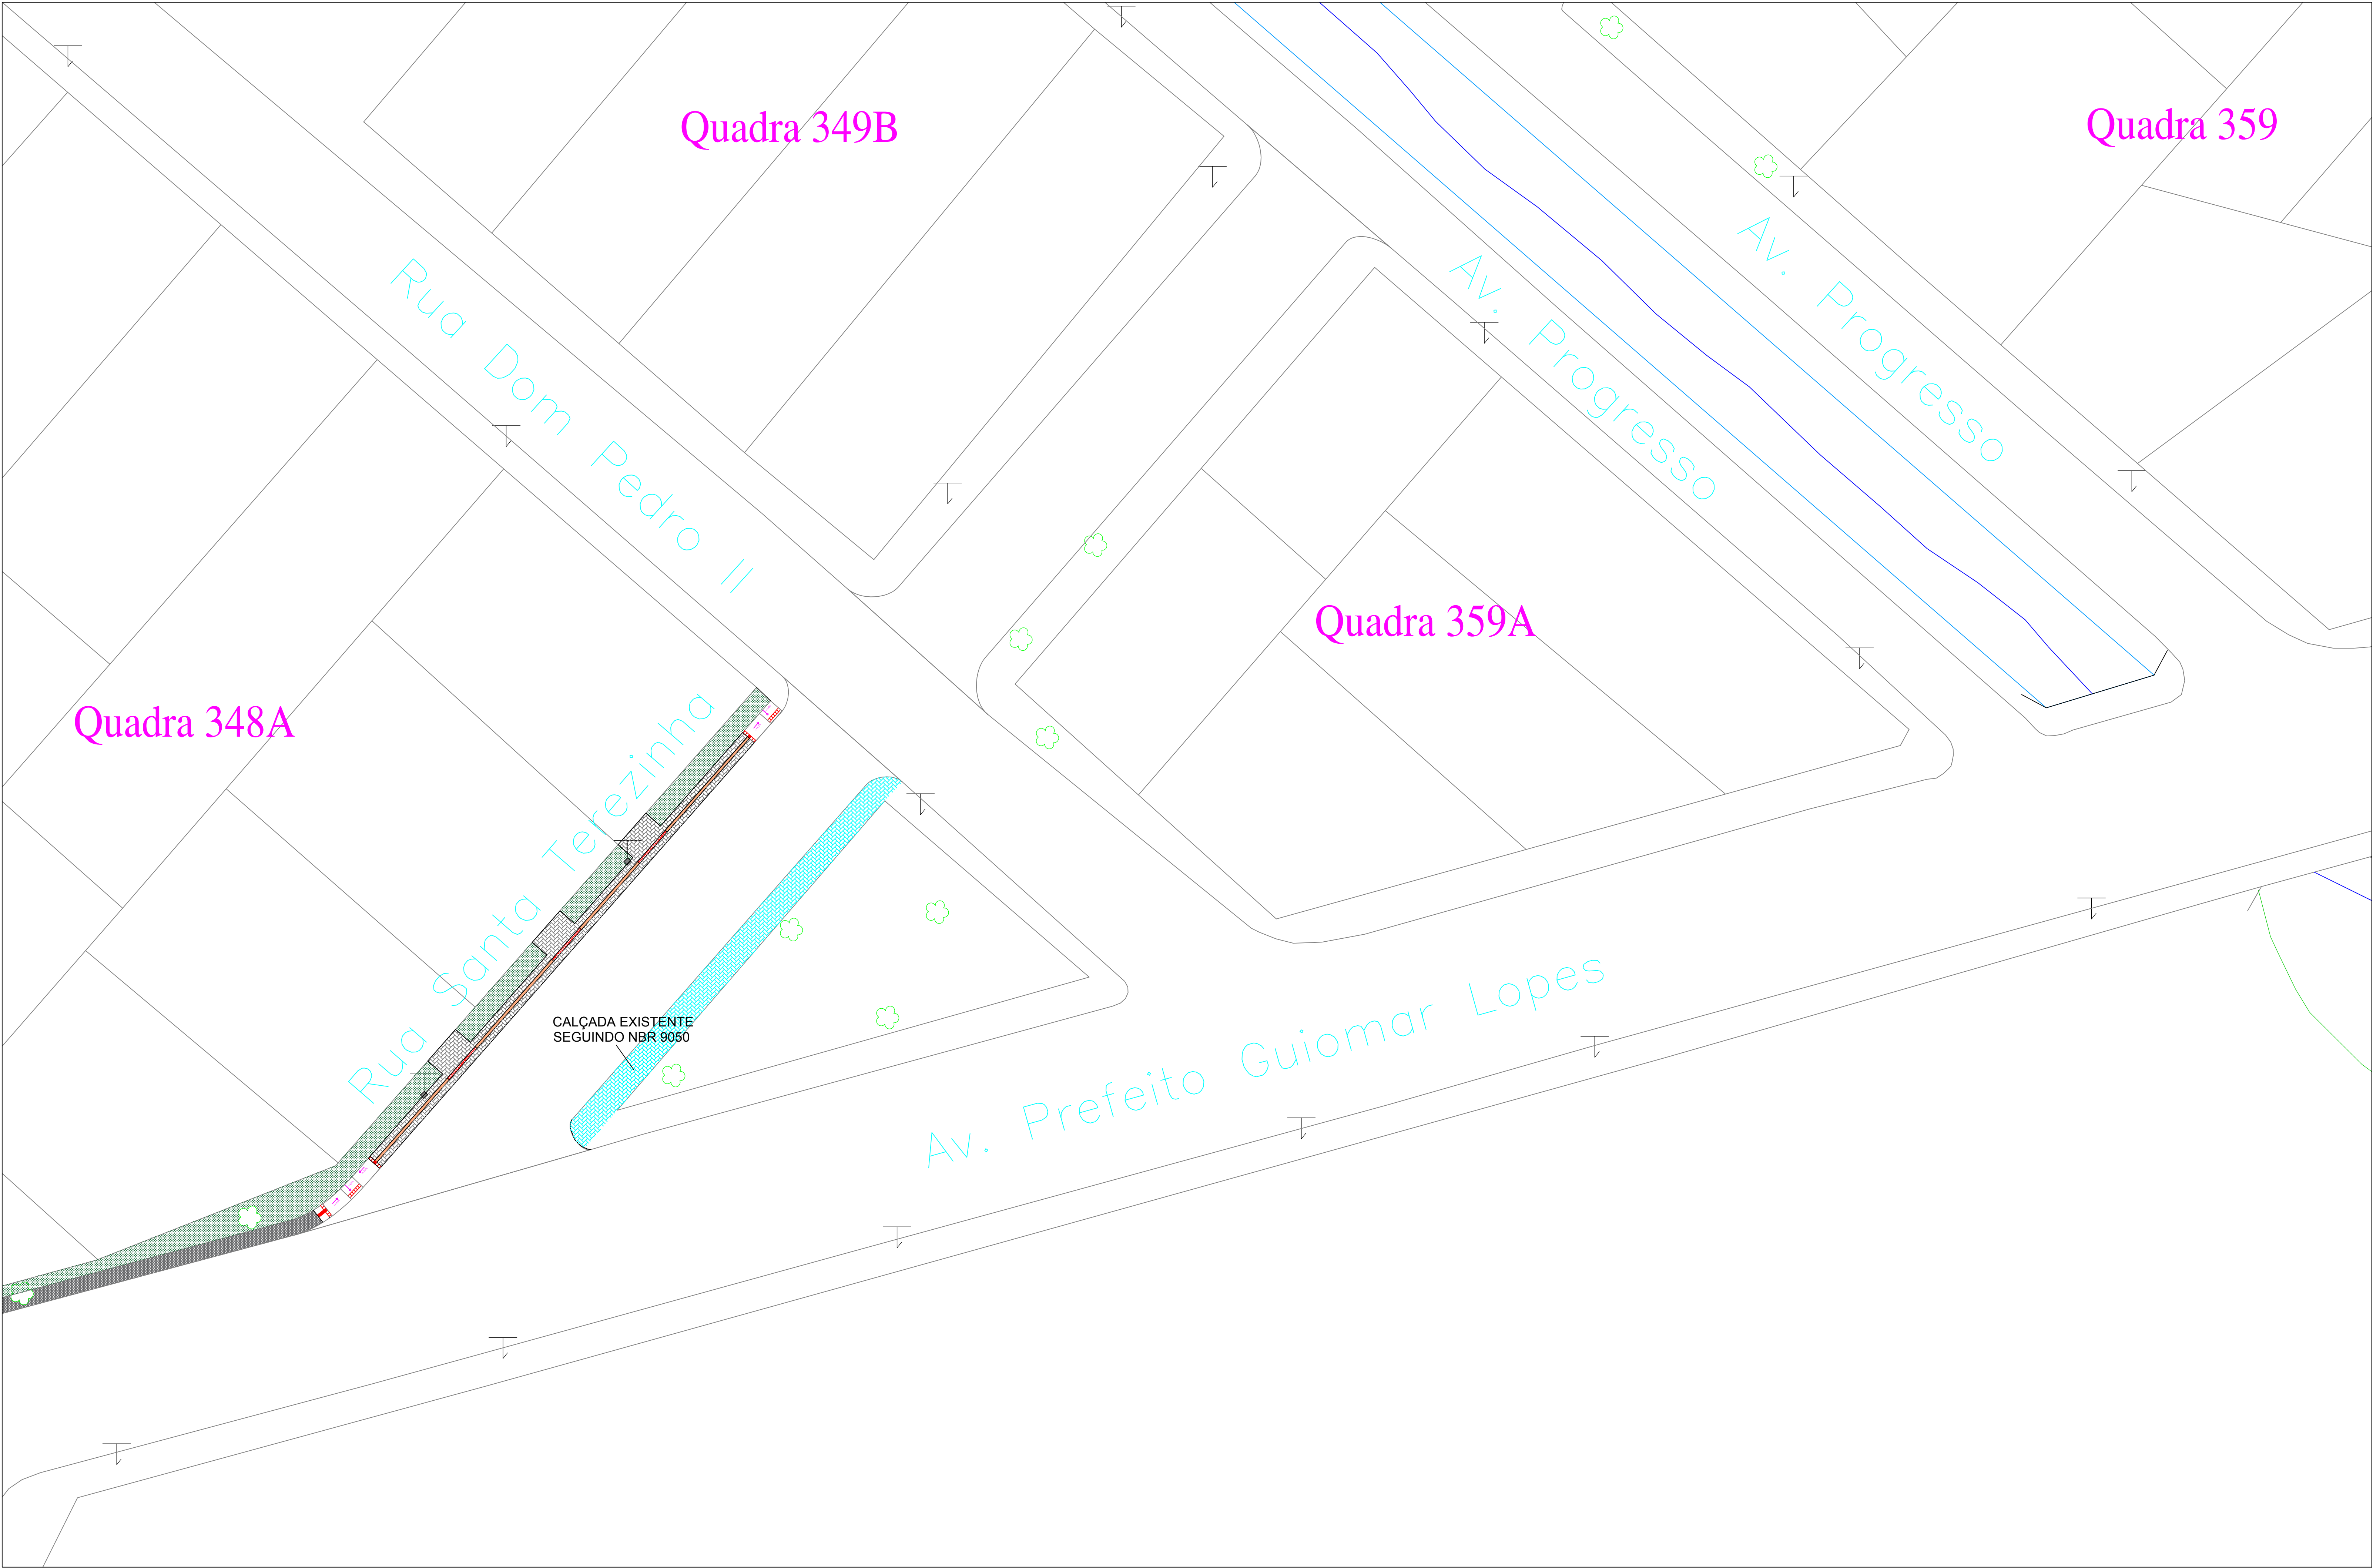 Quadra 349B
Quadra 359
Rua Dom Pedro II
Av. Progresso
Av. Progresso
Quadra 359A
Quadra 348A
Rua Santa Terezinha
CALÇADA EXISTENTE
SEGUINDO NBR 9050
Av. Prefeito Guiomar Lopes